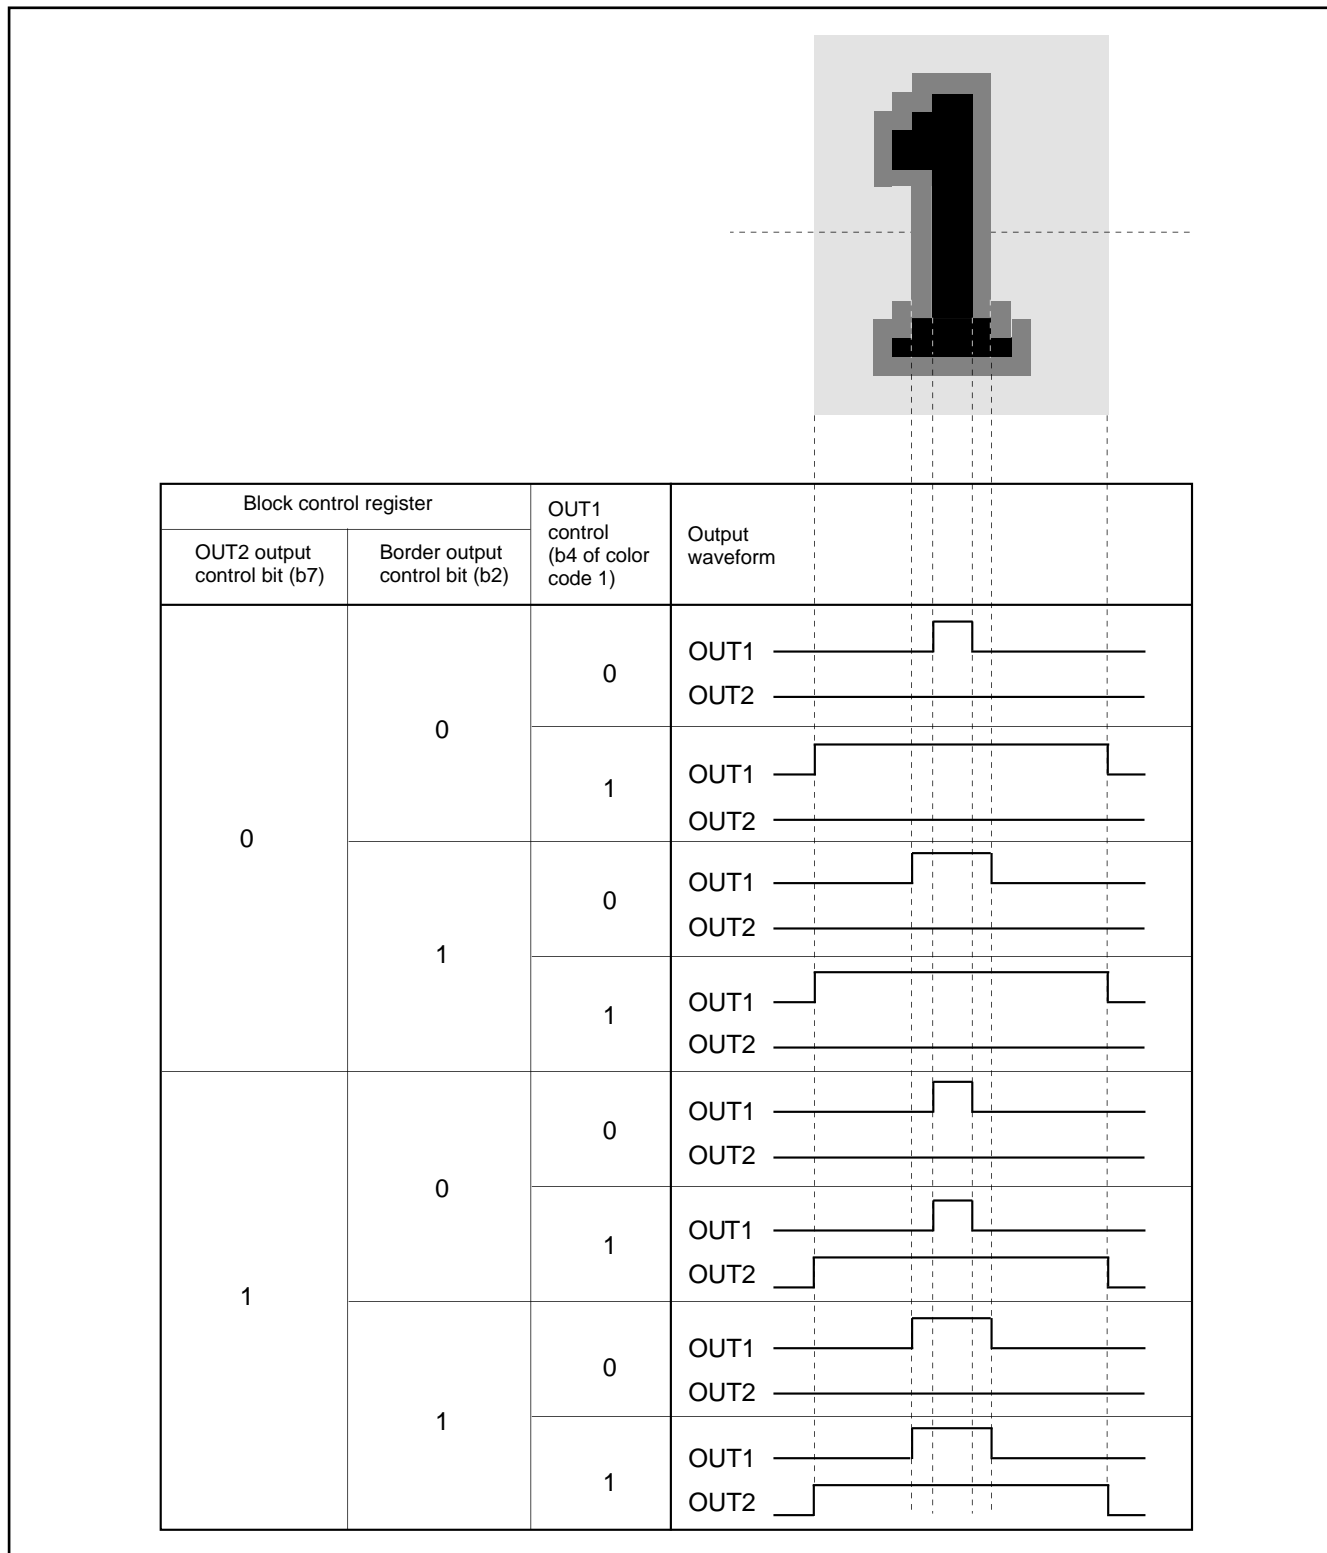 Block control register
OUT2 output
control bit (b7)
Border output
control bit (b2)
OUT1
control
(b4 of color
code 1)
Output
waveform
0
0
0
OUT1
OUT2
1
OUT1
OUT2
1
0
OUT1
OUT2
1
OUT1
OUT2
1
0
0
OUT1
OUT2
1
OUT1
OUT2
1
0
OUT1
OUT2
1
OUT1
OUT2